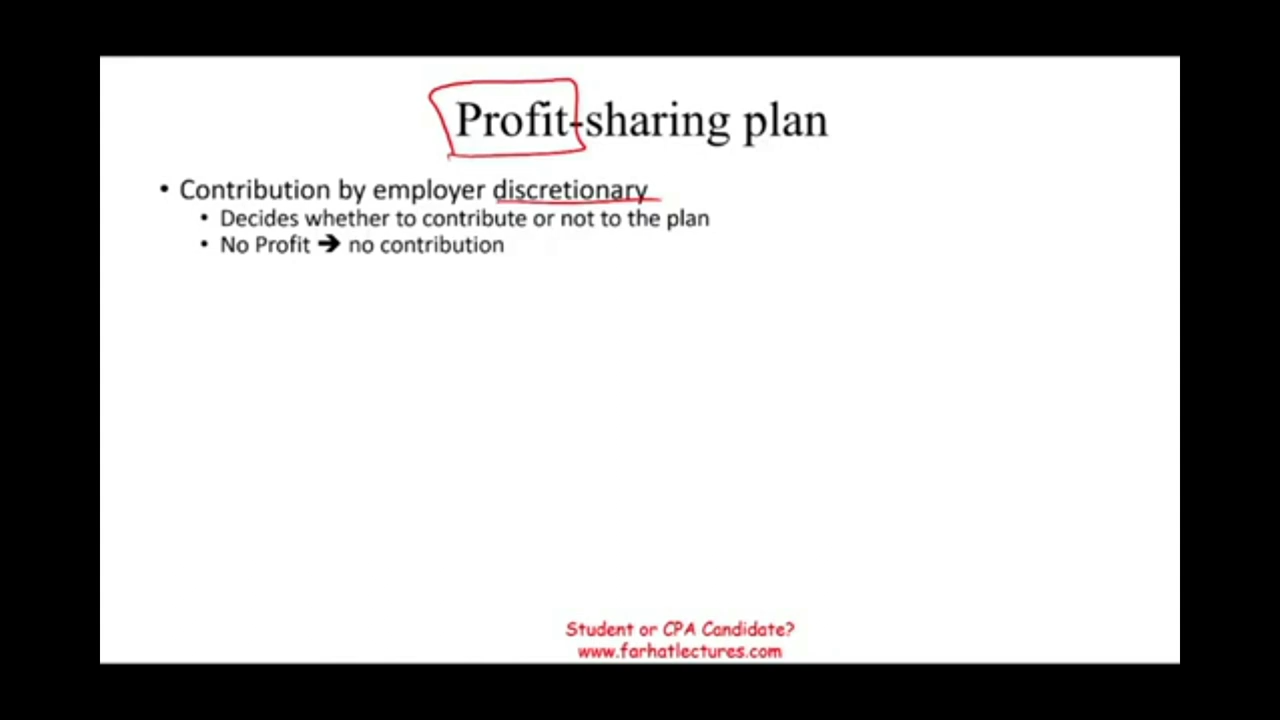 Profit-sharing plan
• Contribution by employer discretionary
• Decides whether to contribute or not to the plan
• No Profit ➔ no contribution
Student or CPA Candidate?
www.farhatlectures.com